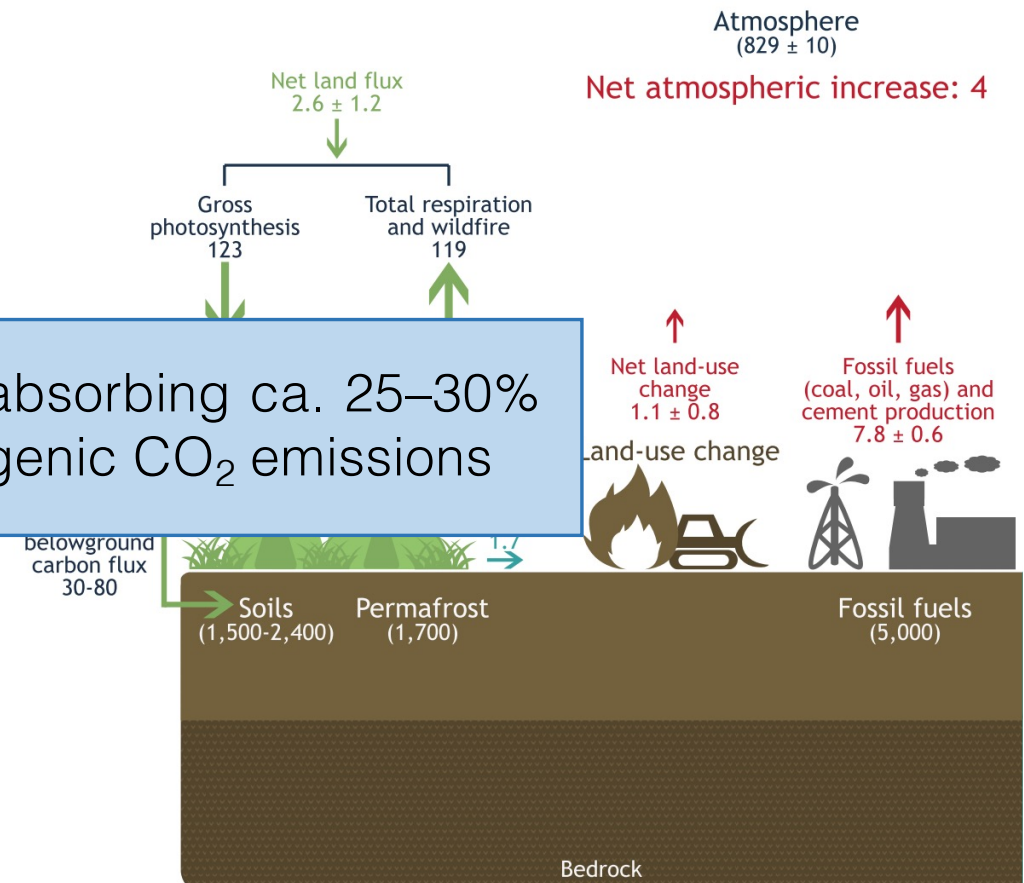 Atmosphere
(829 ± 10)
Net atmospheric increase: 4
Net land flux
2.6 ± 1.2
Gross
photosynthesis
123
Total respiration
and wildfire
119
absorbing ca. 25–30%
genic CO₂ emissions
Net land-use
change
1.1 ± 0.8
Fossil fuels
(coal, oil, gas) and
cement production
7.8 ± 0.6
Land-use change
belowground
carbon flux
30-80
1.7
Soils
(1,500-2,400)
Permafrost
(1,700)
Fossil fuels
(5,000)
Bedrock